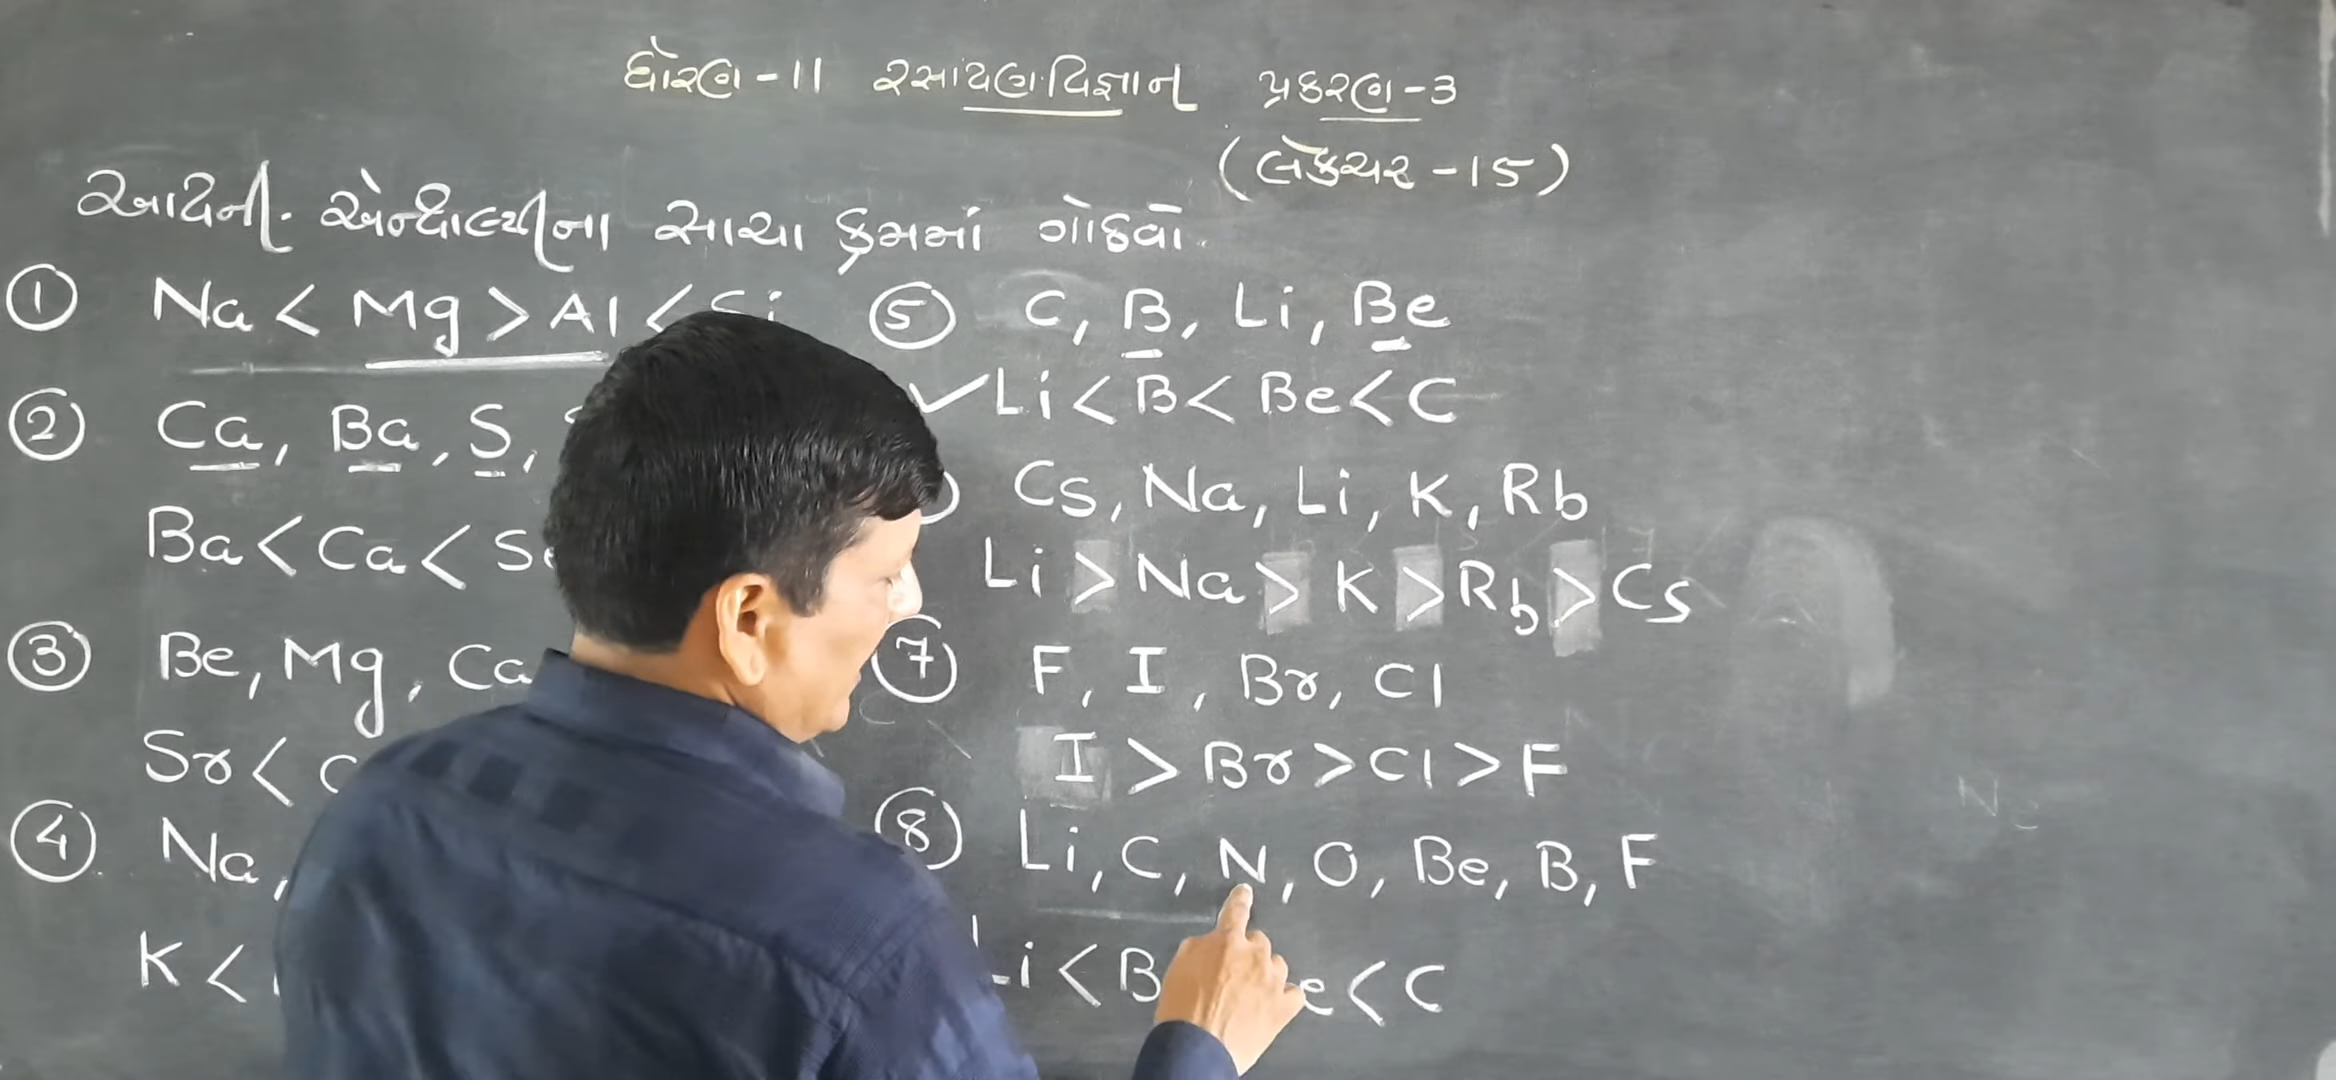 ધોરણ-11 રસાયણવિજ્ઞાન પ્રકરણ-3
(લેક્ચર -15)
આયની. એન્થાલ્પીના સાચા ક્રમમાં ગોઠવો.
① Na < Mg > Al < Si
② Ca, Ba, S,
Ba < Ca < Se
③ Be, Mg, Ca
Sr < C
④ Na,
K <
⑤ C, B, Li, Be
✓ Li < B < Be < C
Cs, Na, Li, K, Rb
Li > Na > K > Rb > Cs
⑦ F, I, Br, Cl
I > Br > Cl > F
⑧ Li, C, N, O, Be, B, F
Li < B e < C